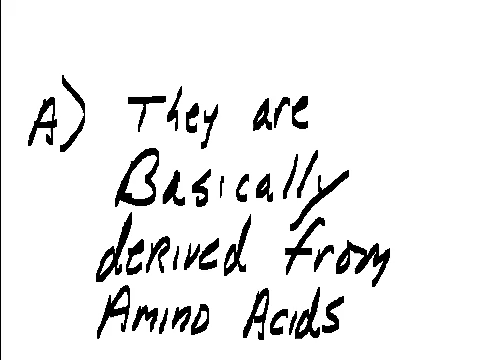 A) They are
Basically
derived from
Amino Acids